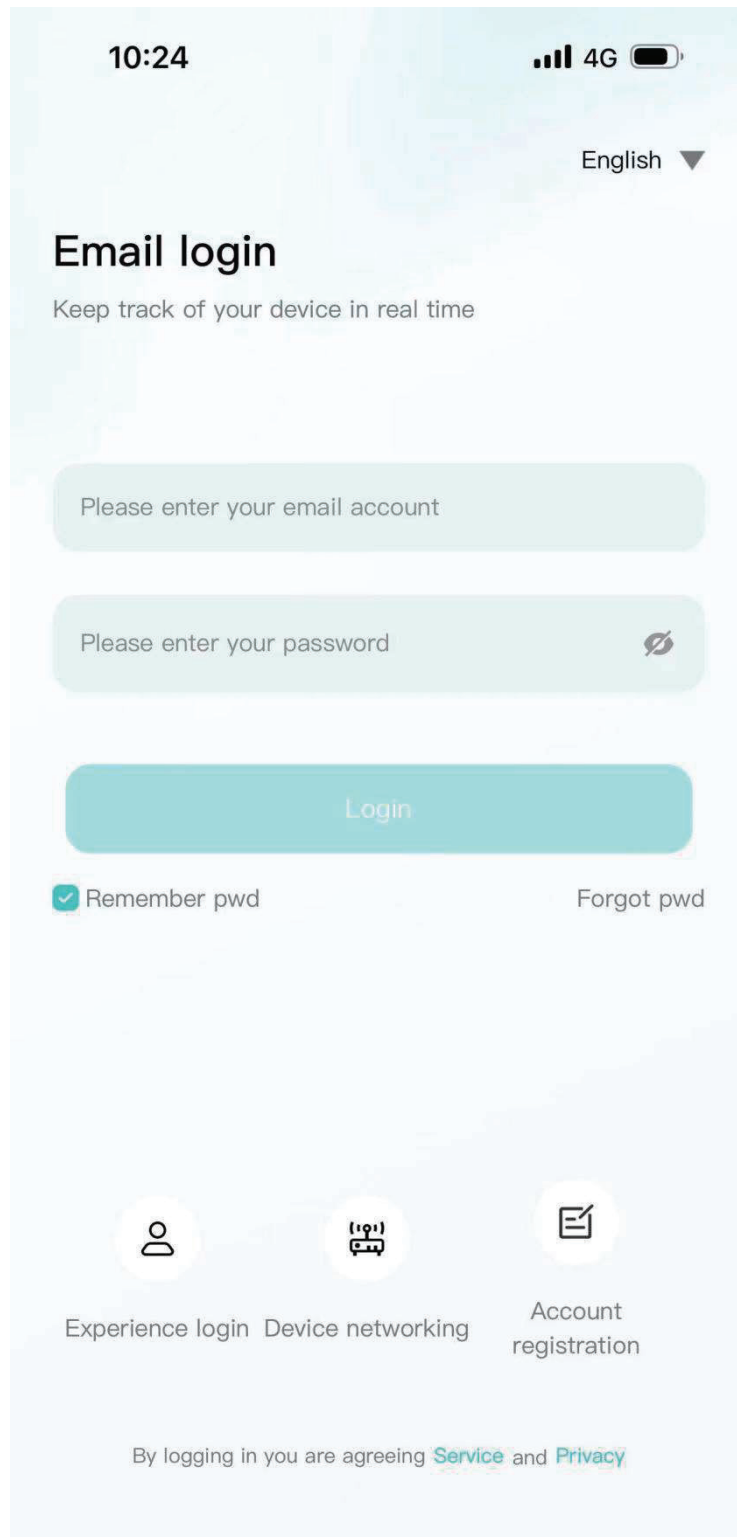 10:24
4G
English
Email login
Keep track of your device in real time
Please enter your email account
Please enter your password
Login
Remember pwd
Forgot pwd
Experience login
Device networking
Account
registration
By logging in you are agreeing Service and Privacy